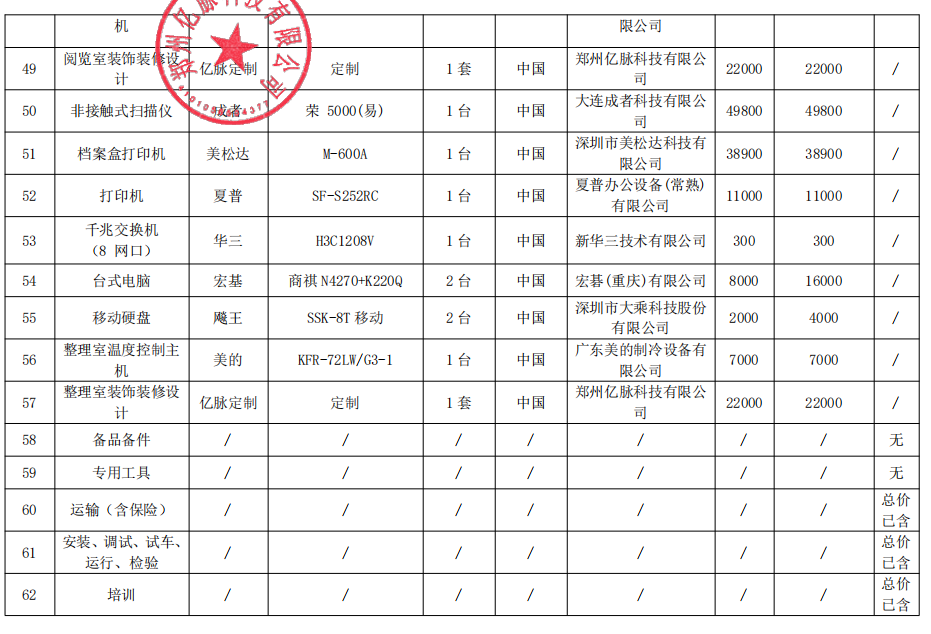 机 限公司
郑州亿脉科技有限公司
49 阅览室装饰装修设计 亿脉定制 定制 1 套 中国 郑州亿脉科技有限公司 22000 22000 /
50 非接触式扫描仪 成者 荣 5000(易) 1 台 中国 大连成者科技有限公司 49800 49800 /
51 档案盒打印机 美松达 M-600A 1 台 中国 深圳市美松达科技有限公司 38900 38900 /
52 打印机 夏普 SF-S252RC 1 台 中国 夏普办公设备(常熟)有限公司 11000 11000 /
53 千兆交换机（8 网口） 华三 H3C1208V 1 台 中国 新华三技术有限公司 300 300 /
54 台式电脑 宏基 商祺 N4270+K220Q 2 台 中国 宏碁(重庆)有限公司 8000 16000 /
55 移动硬盘 飚王 SSK-8T 移动 2 台 中国 深圳市大乘科技股份有限公司 2000 4000 /
56 整理室温度控制主机 美的 KFR-72LW/G3-1 1 台 中国 广东美的制冷设备有限公司 7000 7000 /
57 整理室装饰装修设计 亿脉定制 定制 1 套 中国 郑州亿脉科技有限公司 22000 22000 /
58 备品备件 / / / / / / / 无
59 专用工具 / / / / / / / 无
60 运输（含保险） / / / / / / / 总价已含
61 安装、调试、试车、运行、检验 / / / / / / / 总价已含
62 培训 / / / / / / / 总价已含